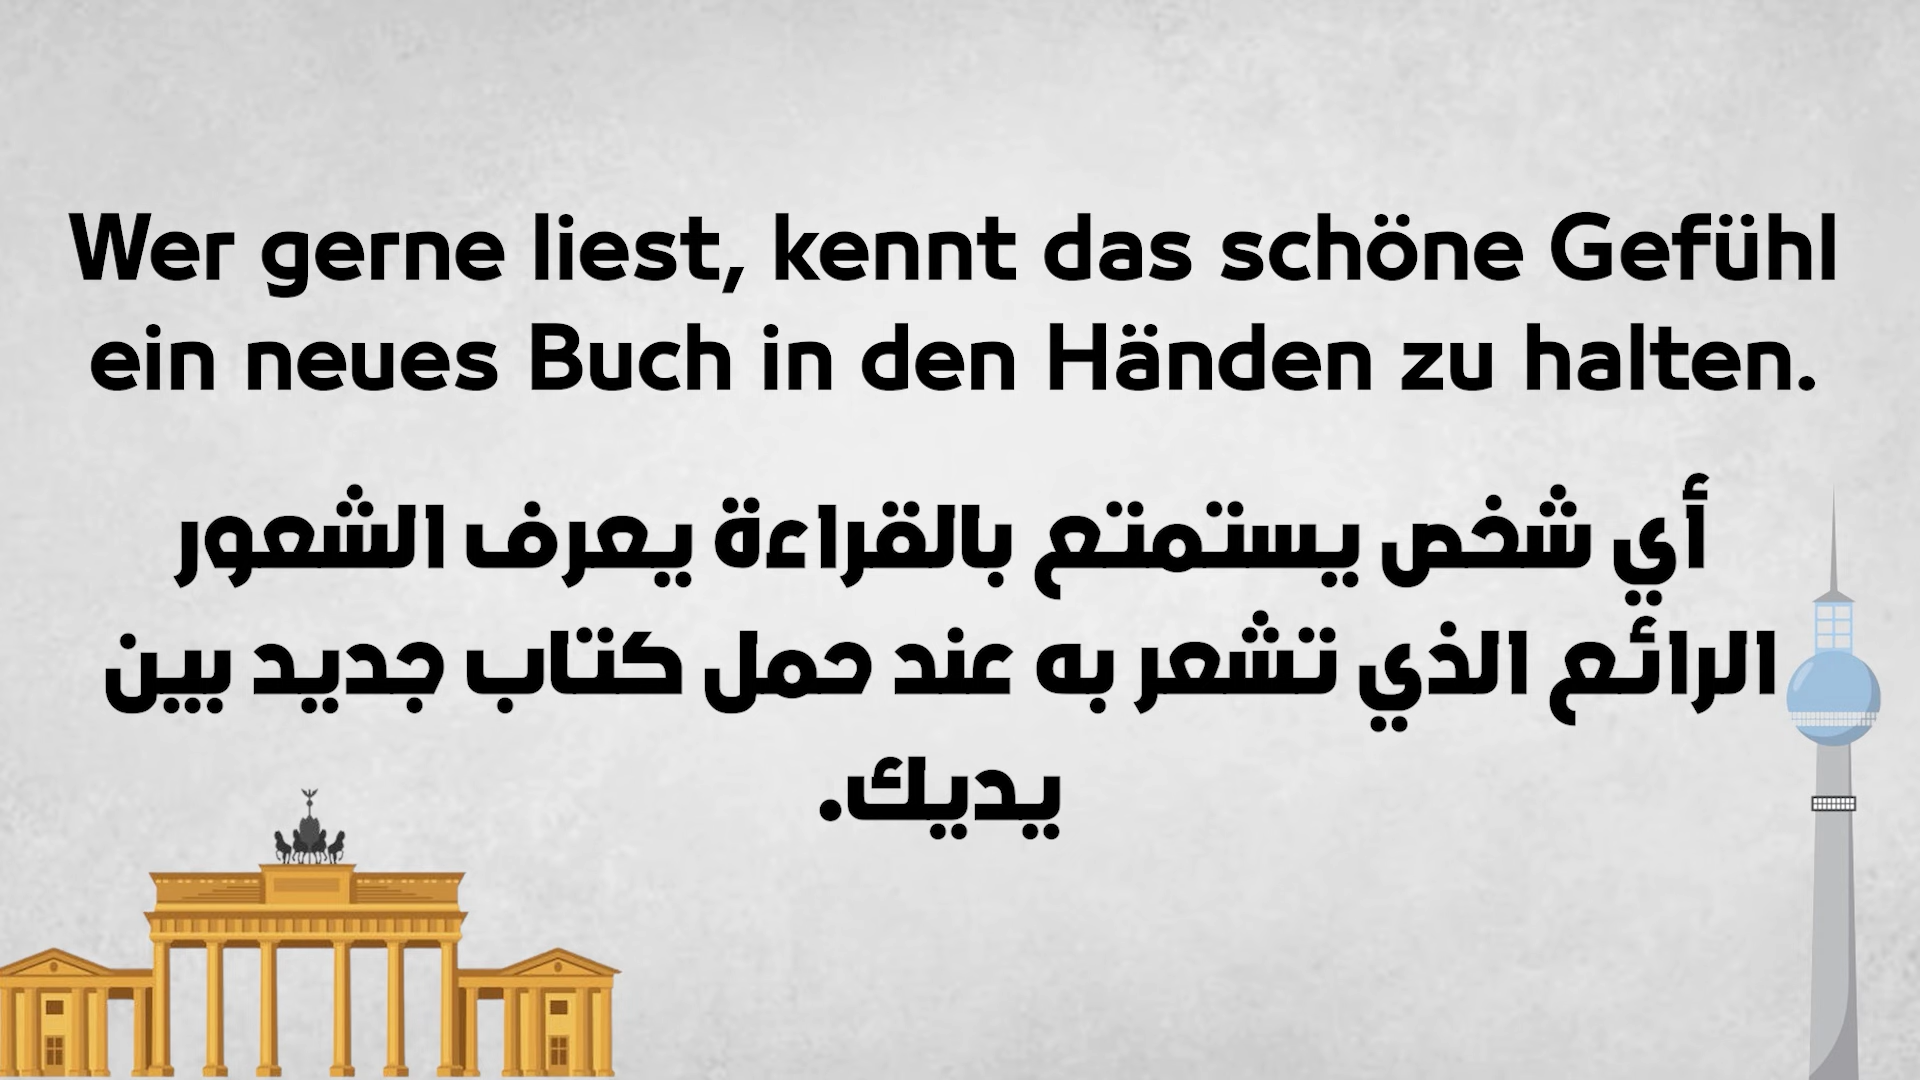 Wer gerne liest, kennt das schöne Gefühl
ein neues Buch in den Händen zu halten.
أي شخص يستمتع بالقراءة يعرف الشعور
الرائع الذي تشعر به عند حمل كتاب جديد بين
يديك.